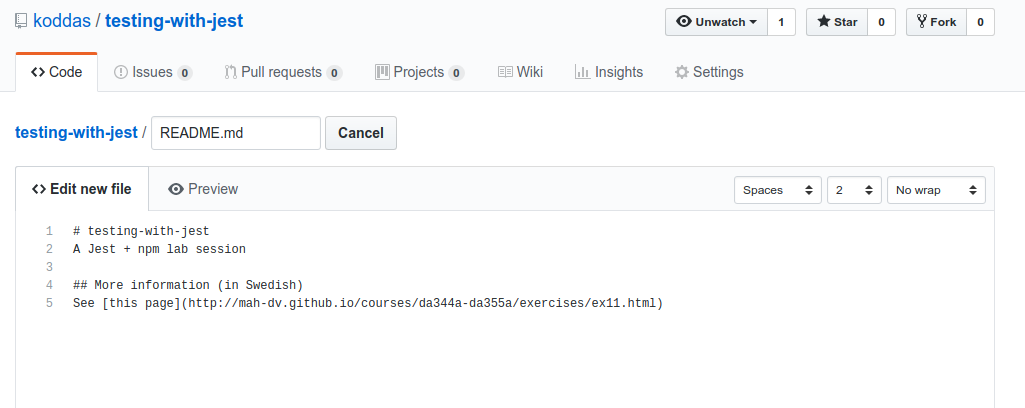 koddas / testing-with-jest
Unwatch 1 Star 0 Fork 0
Code Issues 0 Pull requests 0 Projects 0 Wiki Insights Settings
testing-with-jest / README.md Cancel
Edit new file Preview Spaces 2 No wrap
1 # testing-with-jest
2 A Jest + npm lab session
3
4 ## More information (in Swedish)
5 See [this page](http://mah-dv.github.io/courses/da344a-da355a/exercises/ex11.html)